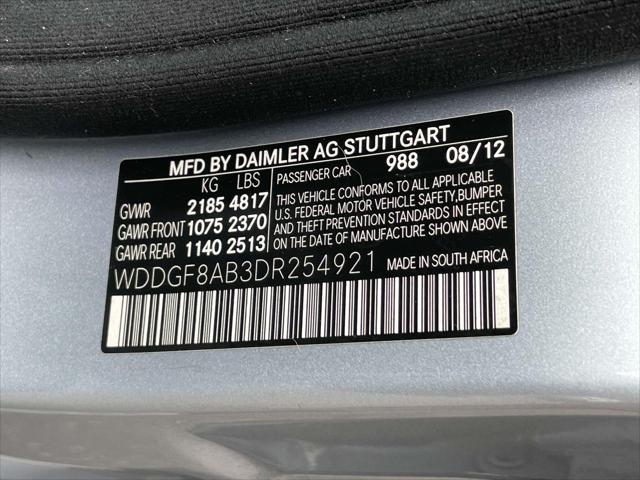 MFD BY DAIMLER AG STUTTGART
KG LBS
PASSENGER CAR 988 08/12
GVWR 2185 4817
GAWR FRONT 1075 2370
GAWR REAR 1140 2513
THIS VEHICLE CONFORMS TO ALL APPLICABLE
U.S. FEDERAL MOTOR VEHICLE SAFETY, BUMPER
AND THEFT PREVENTION STANDARDS IN EFFECT
ON THE DATE OF MANUFACTURE SHOWN ABOVE
WDDGF8AB3DR254921 MADE IN SOUTH AFRICA